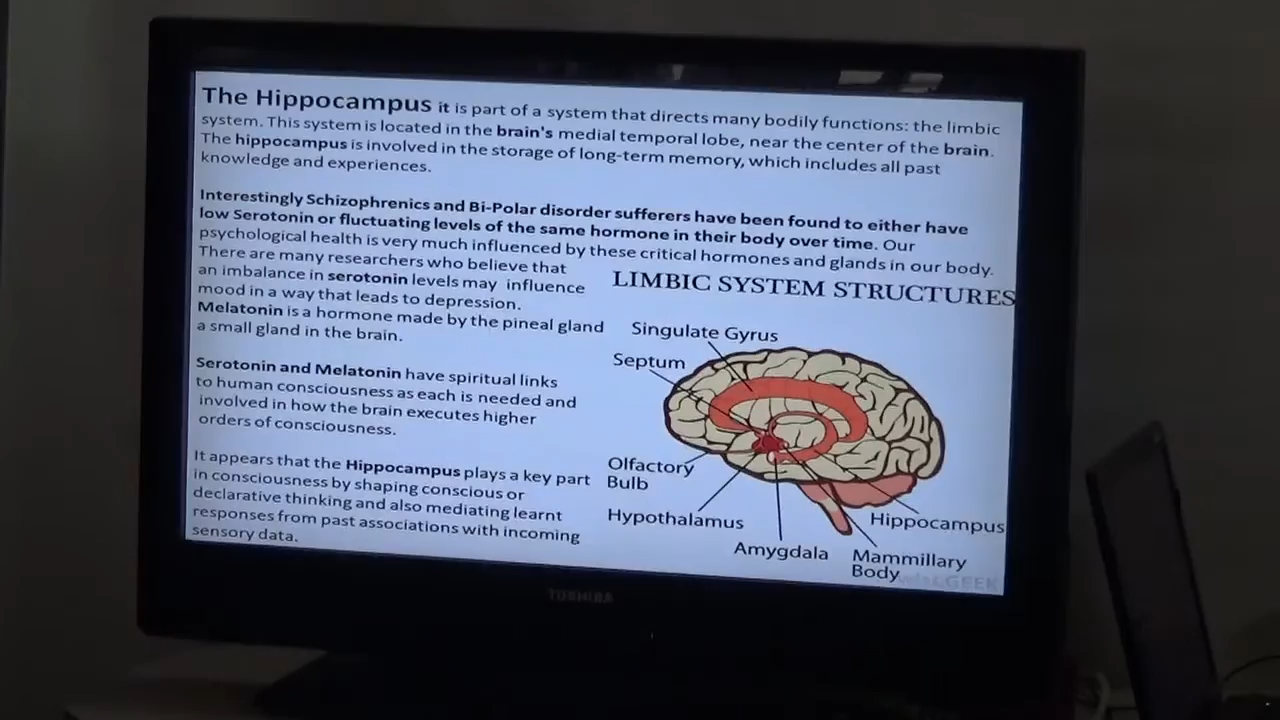 The Hippocampus it is part of a system that directs many bodily functions: the limbic
system. This system is located in the brain's medial temporal lobe, near the center of the brain.
The hippocampus is involved in the storage of long-term memory, which includes all past
knowledge and experiences.
Interestingly Schizophrenics and Bi-Polar disorder sufferers have been found to either have
low Serotonin or fluctuating levels of the same hormone in their body over time. Our
psychological health is very much influenced by these critical hormones and glands in our body.
There are many researchers who believe that
an imbalance in serotonin levels may influence
mood in a way that leads to depression.
Melatonin is a hormone made by the pineal gland
a small gland in the brain.
Serotonin and Melatonin have spiritual links
to human consciousness as each is needed and
involved in how the brain executes higher
orders of consciousness.
It appears that the Hippocampus plays a key part
in consciousness by shaping conscious or
declarative thinking and also mediating learnt
responses from past associations with incoming
sensory data.
LIMBIC SYSTEM STRUCTURES
Singulate Gyrus
Septum
Olfactory
Bulb
Hypothalamus
Amygdala
Mammillary
Body
Hippocampus
GEEK
TOSHIBA